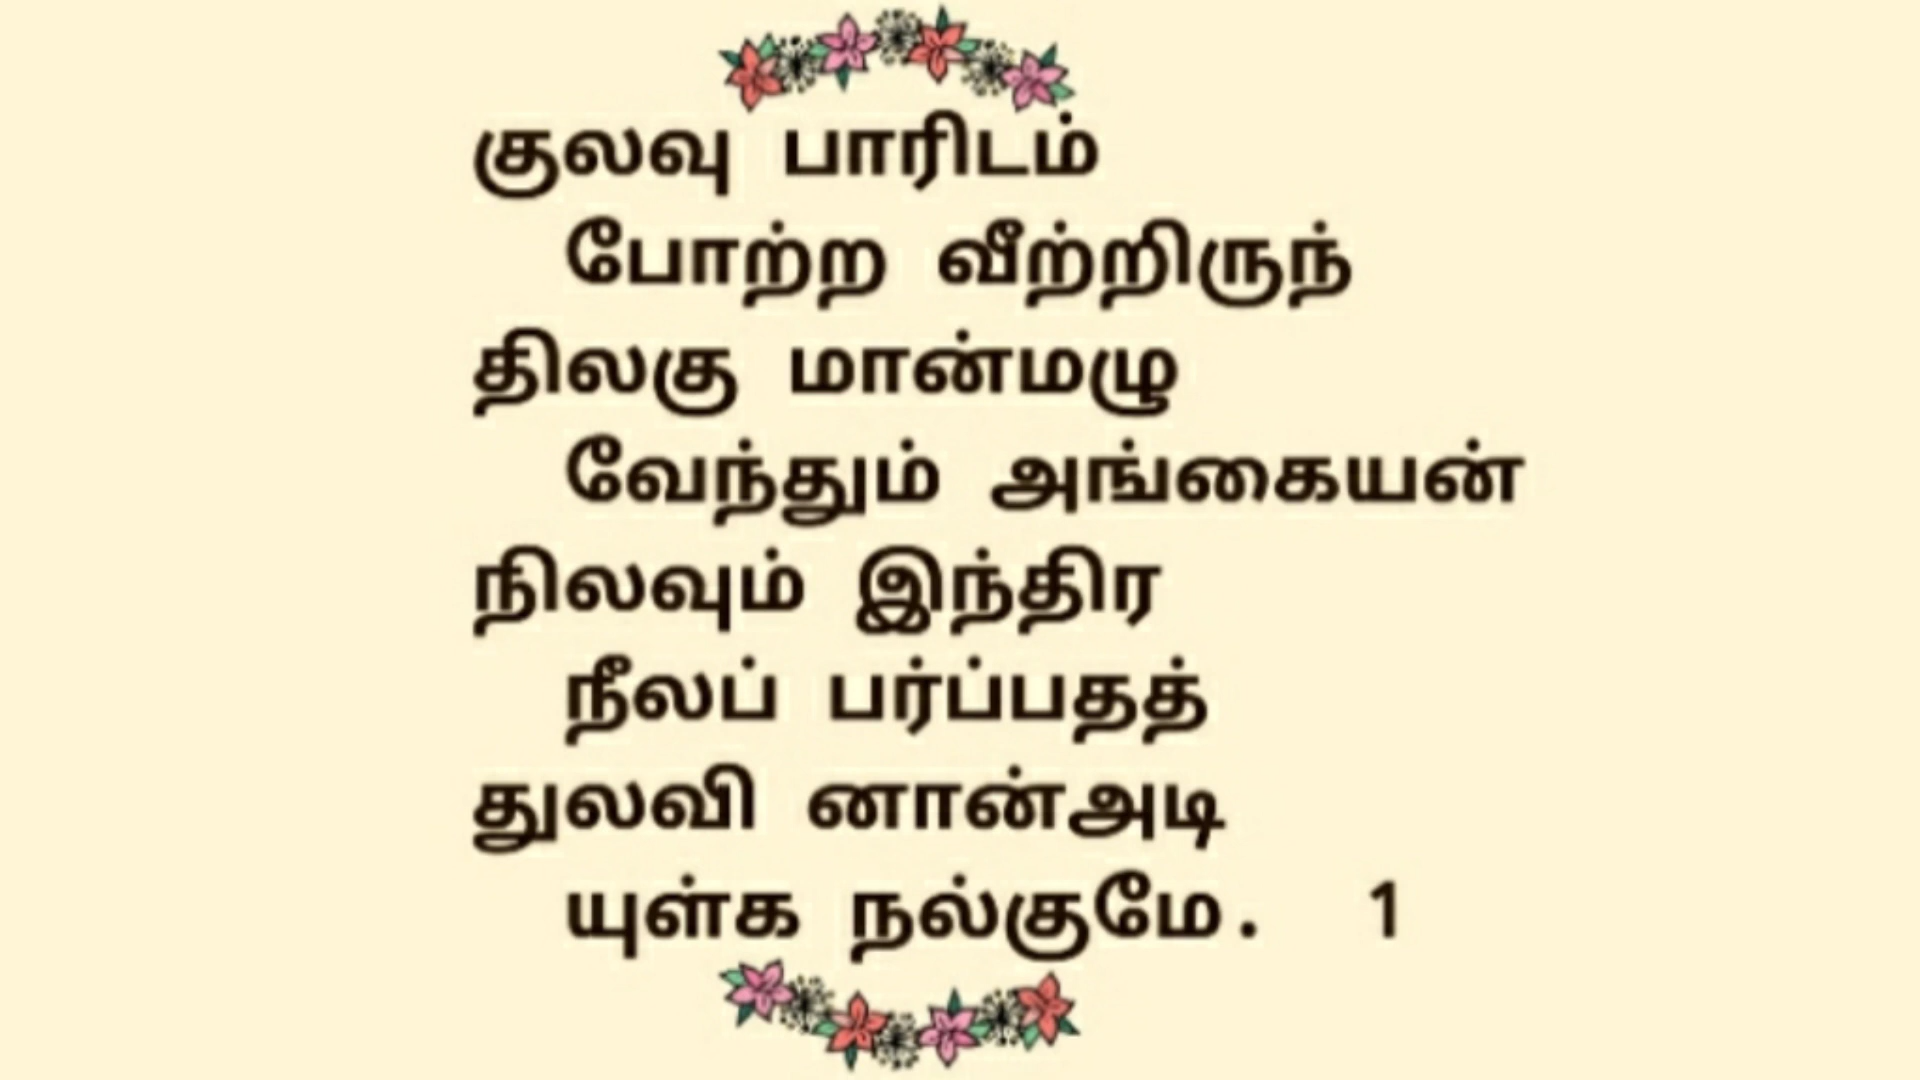 குலவு பாரிடம்
போற்ற வீற்றிருந்
திலகு மான்மழு
வேந்தும் அங்கையன்
நிலவும் இந்திர
நீலப் பர்ப்பதத்
துலவி னான்அடி
யுள்க நல்குமே. 1